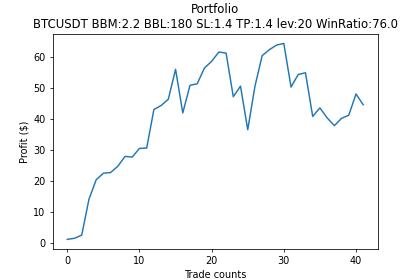 Portfolio
BTCUSDT BBM:2.2 BBL:180 SL:1.4 TP:1.4 lev:20 WinRatio:76.0
60
50
40
30
20
10
0
Profit ($)
0 10 20 30 40
Trade counts